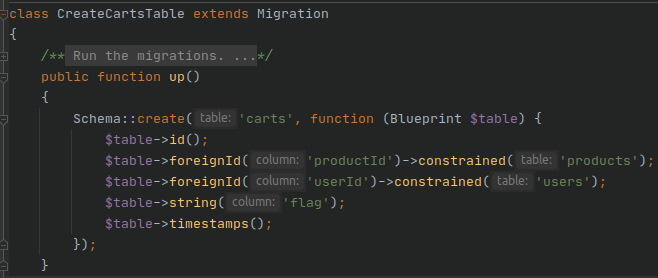 class CreateCartsTable extends Migration
{
/** Run the migrations. ...*/
public function up()
{
Schema::create( table: 'carts', function (Blueprint $table) {
$table->id();
$table->foreignId( column: 'productId')->constrained( table: 'products');
$table->foreignId( column: 'userId')->constrained( table: 'users');
$table->string( column: 'flag');
$table->timestamps();
});
}